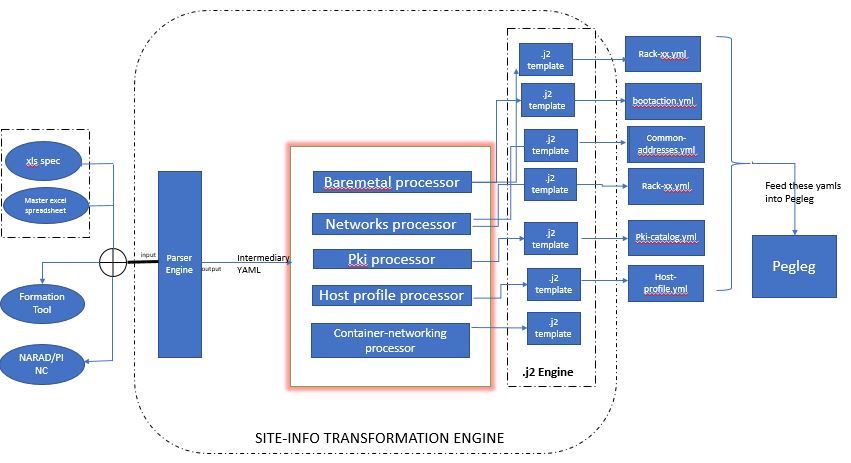 xls spec
Master excel
spreadsheet
Formation
Tool
NARAD/PI
NC
input
Parser
Engine
output
Intermediary
YAML
Baremetal processor
Networks processor
Pki processor
Host profile processor
Container-networking
processor
.j2
template
.j2
template
.j2
template
.j2
template
.j2
template
.j2
template
.j2
template
.j2 Engine
Rack-xx.yml
bootaction.yml
Common-
addresses.yml
Rack-xx.yml
Pki-catalog.yml
Host-
profile.yml
Feed these yamls
into Pegleg
Pegleg
SITE-INFO TRANSFORMATION ENGINE